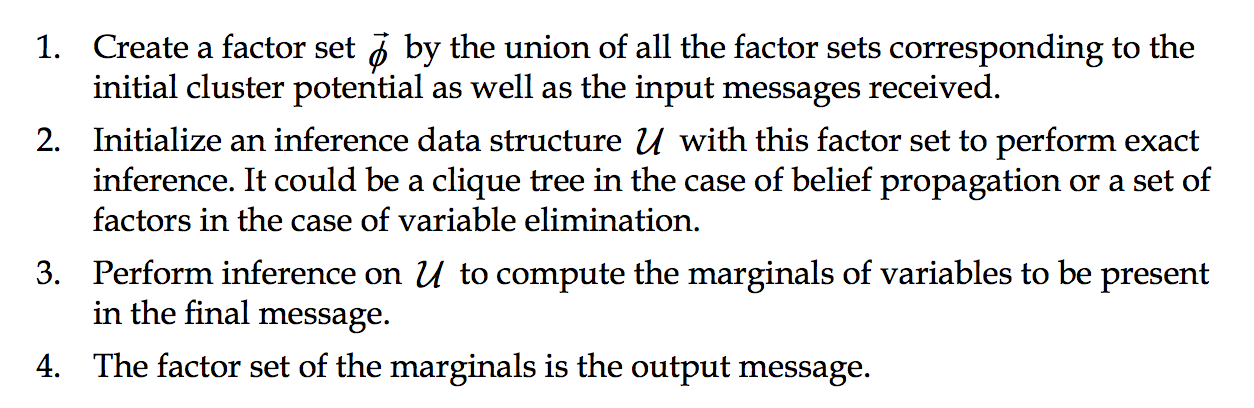 1. Create a factor set $\vec{\phi}$ by the union of all the factor sets corresponding to the
initial cluster potential as well as the input messages received.
2. Initialize an inference data structure $\mathcal{U}$ with this factor set to perform exact
inference. It could be a clique tree in the case of belief propagation or a set of
factors in the case of variable elimination.
3. Perform inference on $\mathcal{U}$ to compute the marginals of variables to be present
in the final message.
4. The factor set of the marginals is the output message.